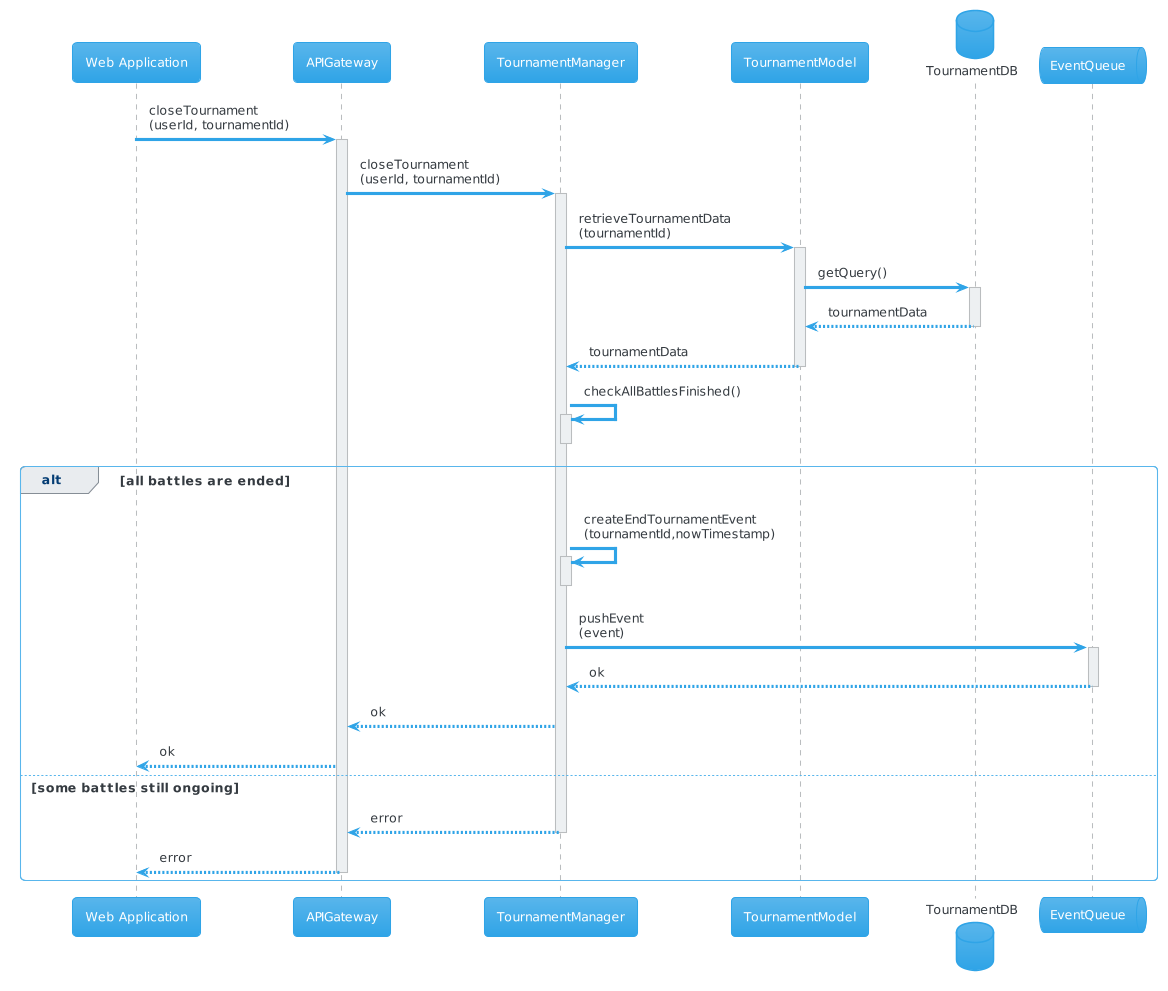 Web Application
APIGateway
TournamentManager
TournamentModel
TournamentDB
EventQueue
closeTournament
(userId, tournamentId)
closeTournament
(userId, tournamentId)
retrieveTournamentData
(tournamentId)
getQuery()
tournamentData
tournamentData
checkAllBattlesFinished()
alt
[all battles are ended]
createEndTournamentEvent
(tournamentId,nowTimestamp)
pushEvent
(event)
ok
ok
ok
[some battles still ongoing]
error
error
Web Application
APIGateway
TournamentManager
TournamentModel
TournamentDB
EventQueue